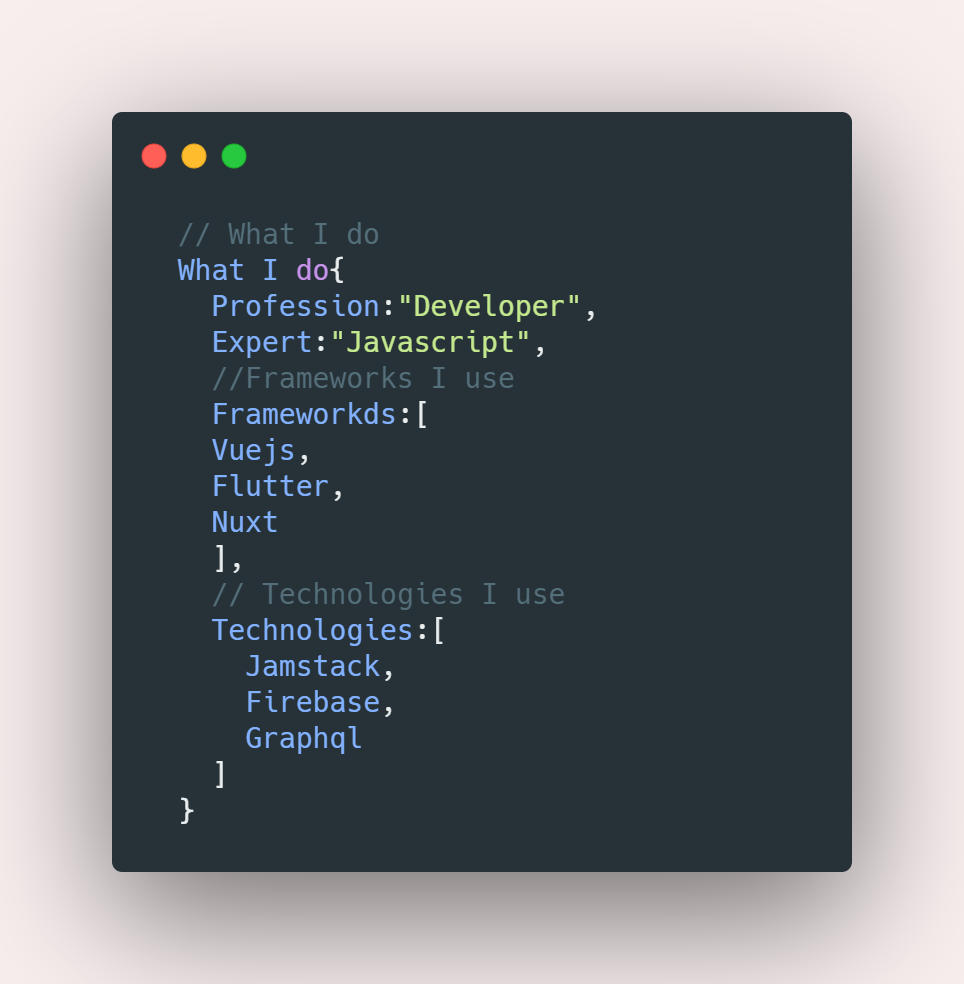 // What I do
What I do{
  Profession:"Developer",
  Expert:"Javascript",
  //Frameworks I use
  Frameworkds:[
  Vuejs,
  Flutter,
  Nuxt
  ],
  // Technologies I use
  Technologies:[
    Jamstack,
    Firebase,
    Graphql
  ]
}